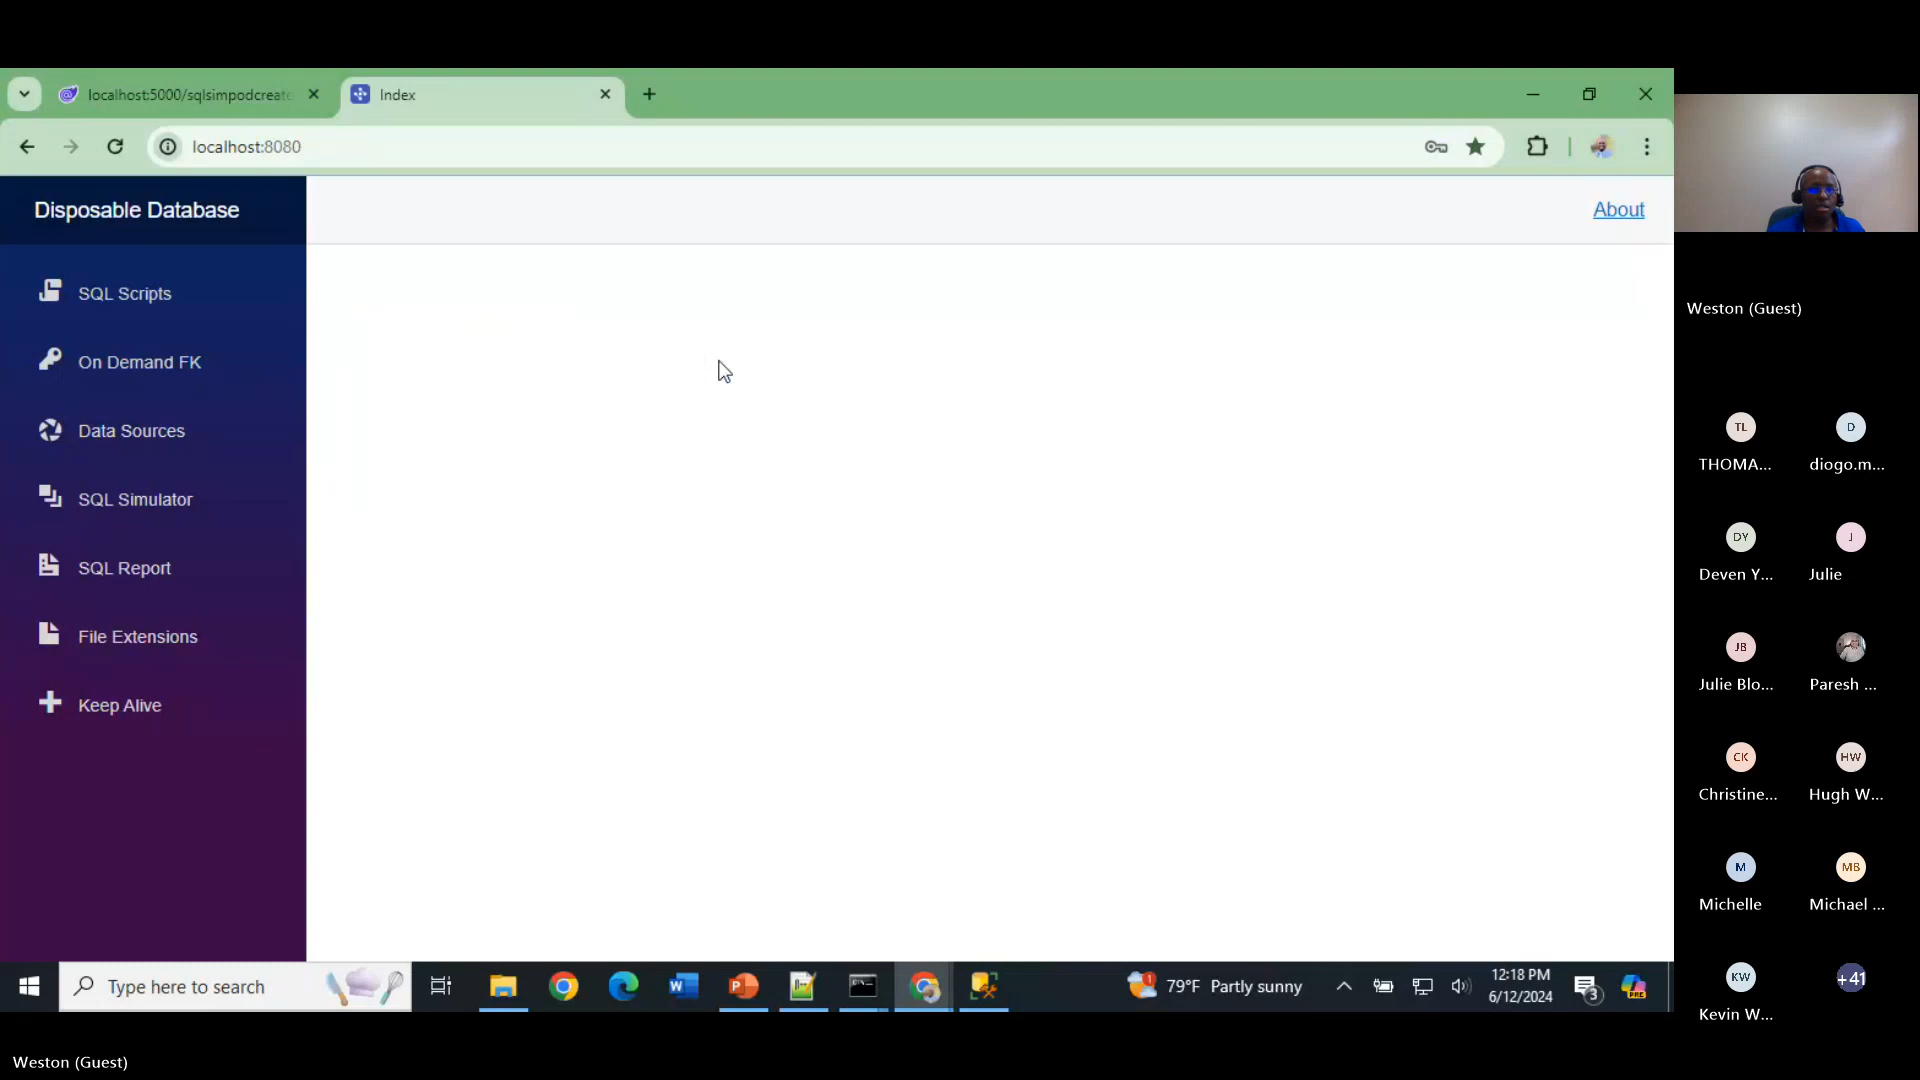 localhost:5000/sqlsimpodcreate
Index
localhost:8080
Disposable Database
About
SQL Scripts
On Demand FK
Data Sources
SQL Simulator
SQL Report
File Extensions
Keep Alive
Type here to search
79°F Partly sunny
12:18 PM
6/12/2024
3
Weston (Guest)
TL
THOMA...
D
diogo.m...
DY
Deven Y...
J
Julie
JB
Julie Blo...
Paresh ...
CK
Christine...
HW
Hugh W...
M
Michelle
MB
Michael ...
KW
Kevin W...
+41
Weston (Guest)